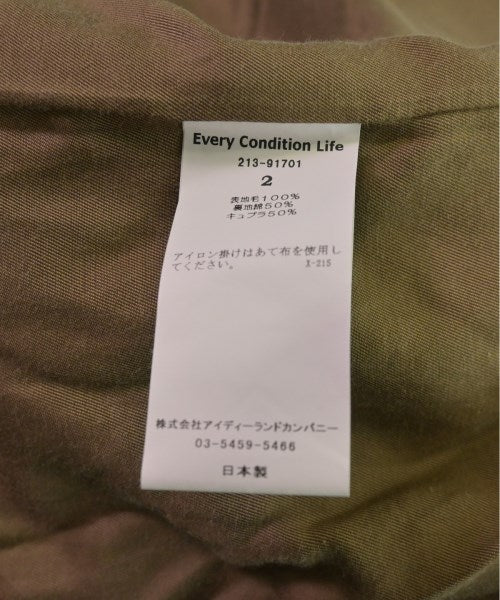 Every Condition Life
213-91701
2
表地毛100%
裏地綿50%
キュプラ50%
アイロン掛けはあて布を使用し
てください。 X-215
株式会社アイディーランドカンパニー
03-5459-5466
日本製